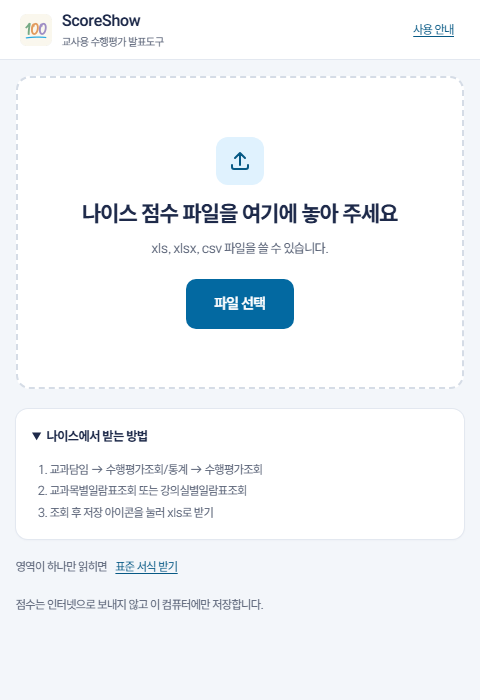 100
ScoreShow
교사용 수행평가 발표도구
사용 안내
나이스 점수 파일을 여기에 놓아 주세요
xls, xlsx, csv 파일을 쓸 수 있습니다.
파일 선택
▼ 나이스에서 받는 방법
1. 교과담임 → 수행평가조회/통계 → 수행평가조회
2. 교과목별일람표조회 또는 강의실별일람표조회
3. 조회 후 저장 아이콘을 눌러 xls로 받기
영역이 하나만 읽히면 표준 서식 받기
점수는 인터넷으로 보내지 않고 이 컴퓨터에만 저장합니다.